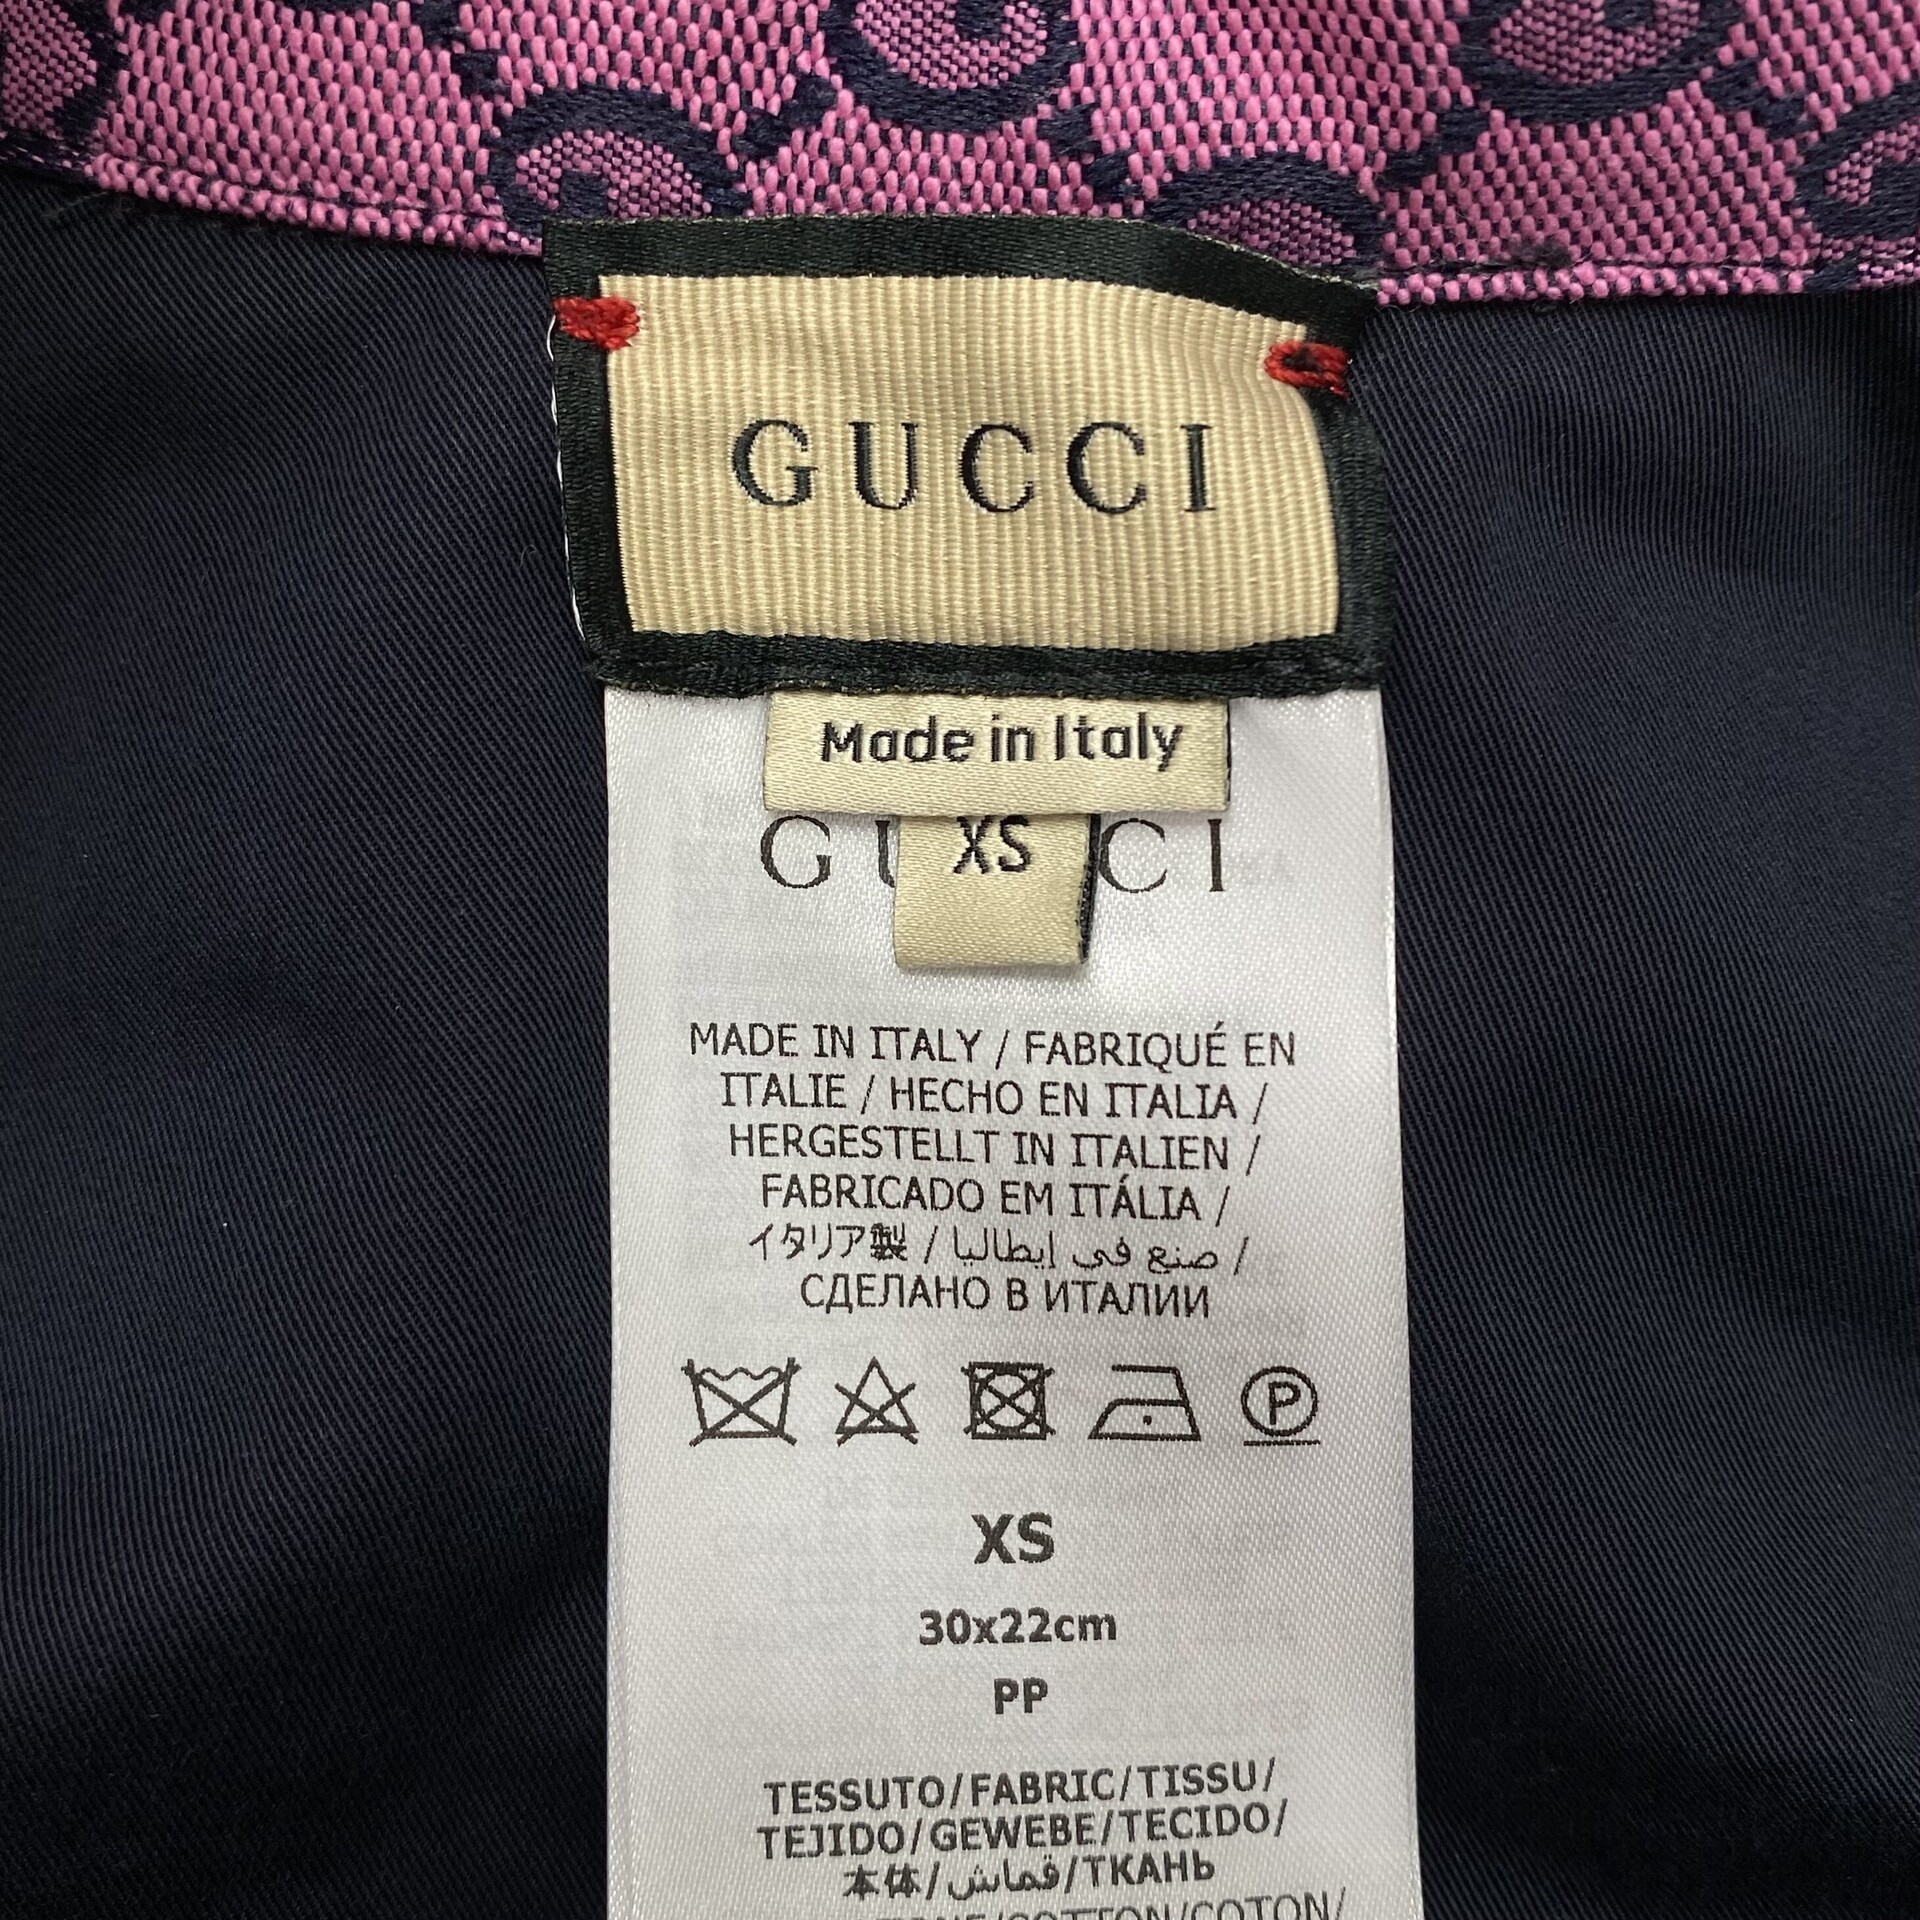 GUCCI
Made in Italy
XS
MADE IN ITALY / FABRIQUÉ EN
ITALIE / HECHO EN ITALIA /
HERGESTELLT IN ITALIEN /
FABRICADO EM ITÁLIA /
イタリア製 / صنع في إيطاليا /
СДЕЛАНО В ИТАЛИИ
P
XS
30x22cm
PP
TESSUTO/FABRIC/TISSU/
TEJIDO/GEWEBE/TECIDO/
本体/قماش/ТКАНЬ
COTTON/COTON/